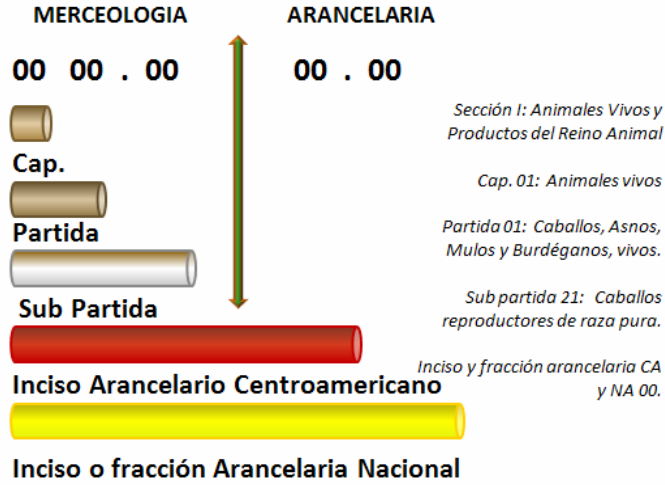 MERCEOLOGIA
ARANCELARIA
00 00 . 00
00 . 00
Cap.
Partida
Sub Partida
Inciso Arancelario Centroamericano
Inciso o fracción Arancelaria Nacional
Sección I: Animales Vivos y
Productos del Reino Animal
Cap. 01: Animales vivos
Partida 01: Caballos, Asnos,
Mulos y Burdéganos, vivos.
Sub partida 21: Caballos
reproductores de raza pura.
Inciso y fracción arancelaria CA
y NA 00.